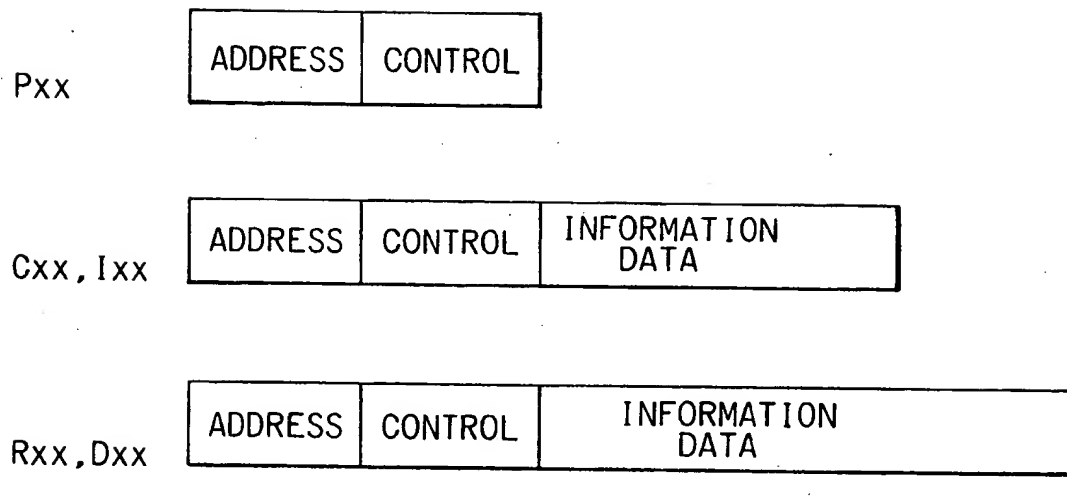 Pxx ADDRESS CONTROL
Cxx, Ixx ADDRESS CONTROL INFORMATION
DATA
Rxx, Dxx ADDRESS CONTROL INFORMATION
DATA